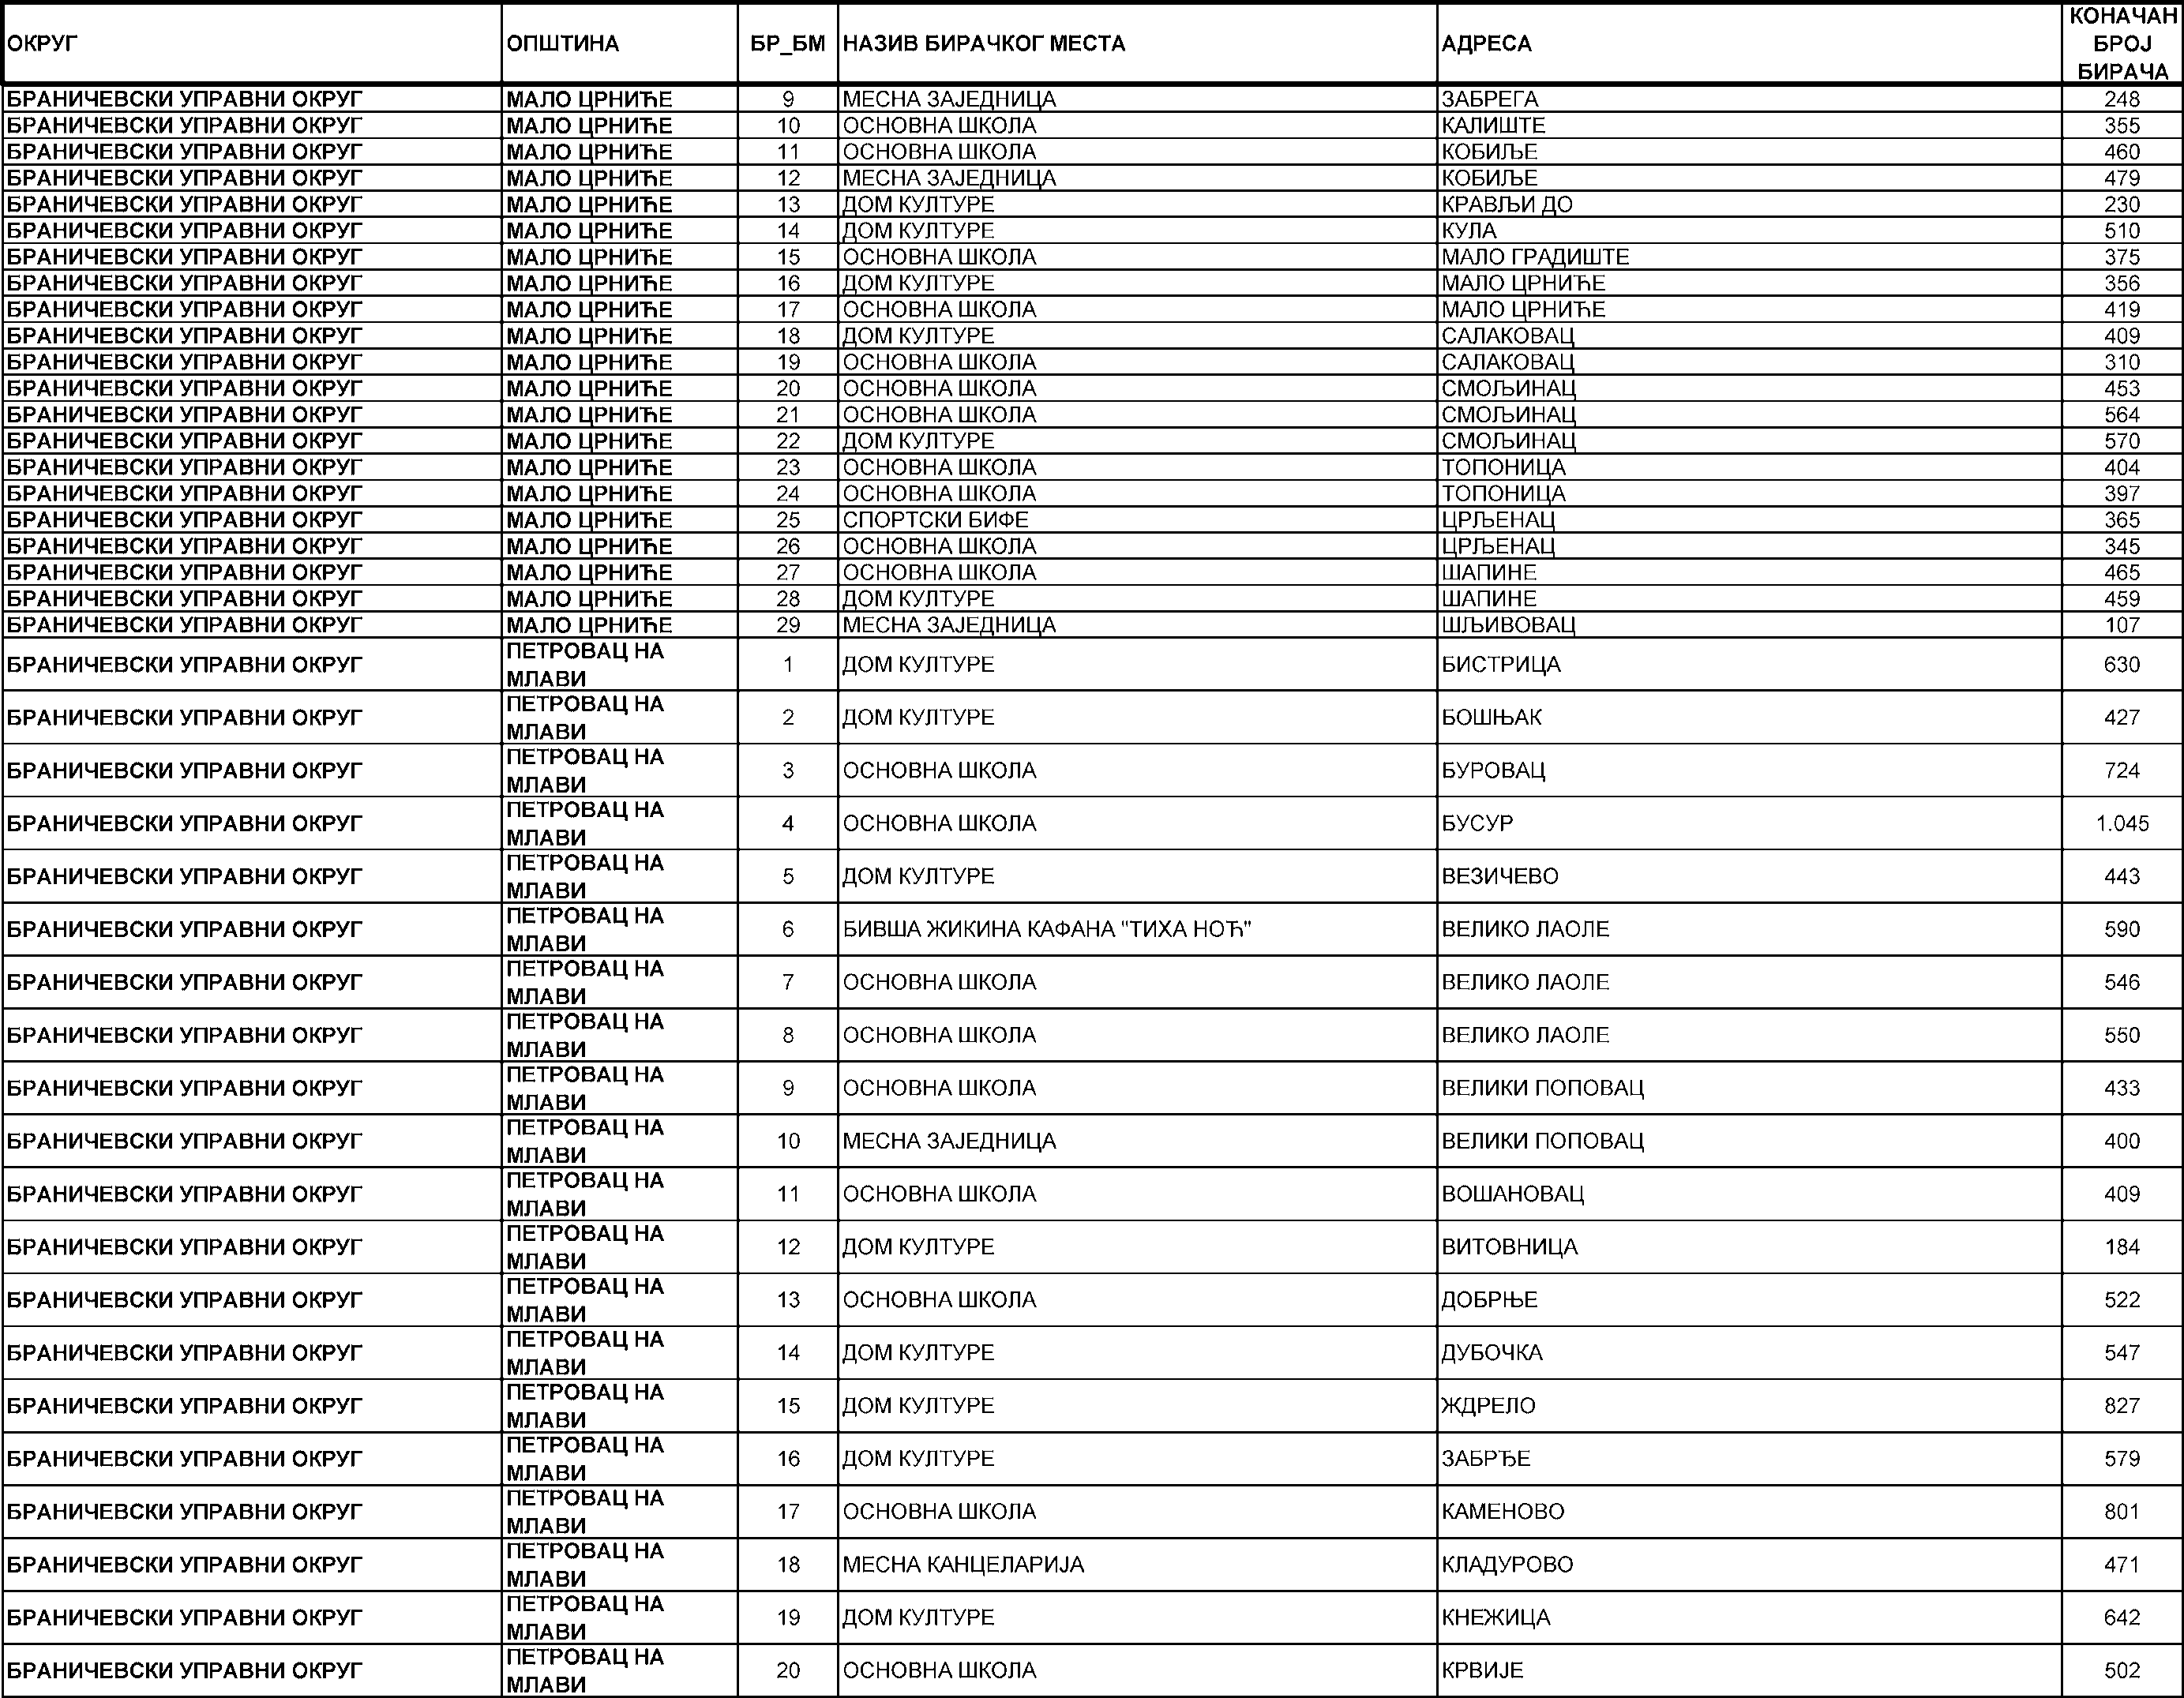 ОКРУГ ОПШТИНА БР_БМ НАЗИВ БИРАЧКОГ МЕСТА АДРЕСА КОНАЧАН БРОЈ БИРАЧА
БРАНИЧЕВСКИ УПРАВНИ ОКРУГ МАЛО ЦРНИЋЕ 9 МЕСНА ЗАЈЕДНИЦА ЗАБРЕГА 248
БРАНИЧЕВСКИ УПРАВНИ ОКРУГ МАЛО ЦРНИЋЕ 10 ОСНОВНА ШКОЛА КАЛИШТЕ 355
БРАНИЧЕВСКИ УПРАВНИ ОКРУГ МАЛО ЦРНИЋЕ 11 ОСНОВНА ШКОЛА КОБИЉЕ 460
БРАНИЧЕВСКИ УПРАВНИ ОКРУГ МАЛО ЦРНИЋЕ 12 МЕСНА ЗАЈЕДНИЦА КОБИЉЕ 479
БРАНИЧЕВСКИ УПРАВНИ ОКРУГ МАЛО ЦРНИЋЕ 13 ДОМ КУЛТУРЕ КРАВЉИ ДО 230
БРАНИЧЕВСКИ УПРАВНИ ОКРУГ МАЛО ЦРНИЋЕ 14 ДОМ КУЛТУРЕ КУЛА 510
БРАНИЧЕВСКИ УПРАВНИ ОКРУГ МАЛО ЦРНИЋЕ 15 ОСНОВНА ШКОЛА МАЛО ГРАДИШТЕ 375
БРАНИЧЕВСКИ УПРАВНИ ОКРУГ МАЛО ЦРНИЋЕ 16 ДОМ КУЛТУРЕ МАЛО ЦРНИЋЕ 356
БРАНИЧЕВСКИ УПРАВНИ ОКРУГ МАЛО ЦРНИЋЕ 17 ОСНОВНА ШКОЛА МАЛО ЦРНИЋЕ 419
БРАНИЧЕВСКИ УПРАВНИ ОКРУГ МАЛО ЦРНИЋЕ 18 ДОМ КУЛТУРЕ САЛАКОВАЦ 409
БРАНИЧЕВСКИ УПРАВНИ ОКРУГ МАЛО ЦРНИЋЕ 19 ОСНОВНА ШКОЛА САЛАКОВАЦ 310
БРАНИЧЕВСКИ УПРАВНИ ОКРУГ МАЛО ЦРНИЋЕ 20 ОСНОВНА ШКОЛА СМОЉИНАЦ 453
БРАНИЧЕВСКИ УПРАВНИ ОКРУГ МАЛО ЦРНИЋЕ 21 ОСНОВНА ШКОЛА СМОЉИНАЦ 564
БРАНИЧЕВСКИ УПРАВНИ ОКРУГ МАЛО ЦРНИЋЕ 22 ДОМ КУЛТУРЕ СМОЉИНАЦ 570
БРАНИЧЕВСКИ УПРАВНИ ОКРУГ МАЛО ЦРНИЋЕ 23 ОСНОВНА ШКОЛА ТОПОНИЦА 404
БРАНИЧЕВСКИ УПРАВНИ ОКРУГ МАЛО ЦРНИЋЕ 24 ОСНОВНА ШКОЛА ТОПОНИЦА 397
БРАНИЧЕВСКИ УПРАВНИ ОКРУГ МАЛО ЦРНИЋЕ 25 СПОРТСКИ БИФЕ ЦРЉЕНАЦ 365
БРАНИЧЕВСКИ УПРАВНИ ОКРУГ МАЛО ЦРНИЋЕ 26 ОСНОВНА ШКОЛА ЦРЉЕНАЦ 345
БРАНИЧЕВСКИ УПРАВНИ ОКРУГ МАЛО ЦРНИЋЕ 27 ОСНОВНА ШКОЛА ШАПИНЕ 465
БРАНИЧЕВСКИ УПРАВНИ ОКРУГ МАЛО ЦРНИЋЕ 28 ДОМ КУЛТУРЕ ШАПИНЕ 459
БРАНИЧЕВСКИ УПРАВНИ ОКРУГ МАЛО ЦРНИЋЕ 29 МЕСНА ЗАЈЕДНИЦА ШЉИВОВАЦ 107
БРАНИЧЕВСКИ УПРАВНИ ОКРУГ ПЕТРОВАЦ НА МЛАВИ 1 ДОМ КУЛТУРЕ БИСТРИЦА 630
БРАНИЧЕВСКИ УПРАВНИ ОКРУГ ПЕТРОВАЦ НА МЛАВИ 2 ДОМ КУЛТУРЕ БОШЊАК 427
БРАНИЧЕВСКИ УПРАВНИ ОКРУГ ПЕТРОВАЦ НА МЛАВИ 3 ОСНОВНА ШКОЛА БУРОВАЦ 724
БРАНИЧЕВСКИ УПРАВНИ ОКРУГ ПЕТРОВАЦ НА МЛАВИ 4 ОСНОВНА ШКОЛА БУСУР 1.045
БРАНИЧЕВСКИ УПРАВНИ ОКРУГ ПЕТРОВАЦ НА МЛАВИ 5 ДОМ КУЛТУРЕ ВЕЗИЧЕВО 443
БРАНИЧЕВСКИ УПРАВНИ ОКРУГ ПЕТРОВАЦ НА МЛАВИ 6 БИВША ЖИКИНА КАФАНА "ТИХА НОЋ" ВЕЛИКО ЛАОЛЕ 590
БРАНИЧЕВСКИ УПРАВНИ ОКРУГ ПЕТРОВАЦ НА МЛАВИ 7 ОСНОВНА ШКОЛА ВЕЛИКО ЛАОЛЕ 546
БРАНИЧЕВСКИ УПРАВНИ ОКРУГ ПЕТРОВАЦ НА МЛАВИ 8 ОСНОВНА ШКОЛА ВЕЛИКО ЛАОЛЕ 550
БРАНИЧЕВСКИ УПРАВНИ ОКРУГ ПЕТРОВАЦ НА МЛАВИ 9 ОСНОВНА ШКОЛА ВЕЛИКИ ПОПОВАЦ 433
БРАНИЧЕВСКИ УПРАВНИ ОКРУГ ПЕТРОВАЦ НА МЛАВИ 10 МЕСНА ЗАЈЕДНИЦА ВЕЛИКИ ПОПОВАЦ 400
БРАНИЧЕВСКИ УПРАВНИ ОКРУГ ПЕТРОВАЦ НА МЛАВИ 11 ОСНОВНА ШКОЛА ВОШАНОВАЦ 409
БРАНИЧЕВСКИ УПРАВНИ ОКРУГ ПЕТРОВАЦ НА МЛАВИ 12 ДОМ КУЛТУРЕ ВИТОВНИЦА 184
БРАНИЧЕВСКИ УПРАВНИ ОКРУГ ПЕТРОВАЦ НА МЛАВИ 13 ОСНОВНА ШКОЛА ДОБРЊЕ 522
БРАНИЧЕВСКИ УПРАВНИ ОКРУГ ПЕТРОВАЦ НА МЛАВИ 14 ДОМ КУЛТУРЕ ДУБОЧКА 547
БРАНИЧЕВСКИ УПРАВНИ ОКРУГ ПЕТРОВАЦ НА МЛАВИ 15 ДОМ КУЛТУРЕ ЖДРЕЛО 827
БРАНИЧЕВСКИ УПРАВНИ ОКРУГ ПЕТРОВАЦ НА МЛАВИ 16 ДОМ КУЛТУРЕ ЗАБРЂЕ 579
БРАНИЧЕВСКИ УПРАВНИ ОКРУГ ПЕТРОВАЦ НА МЛАВИ 17 ОСНОВНА ШКОЛА КАМЕНОВО 801
БРАНИЧЕВСКИ УПРАВНИ ОКРУГ ПЕТРОВАЦ НА МЛАВИ 18 МЕСНА КАНЦЕЛАРИЈА КЛАДУРОВО 471
БРАНИЧЕВСКИ УПРАВНИ ОКРУГ ПЕТРОВАЦ НА МЛАВИ 19 ДОМ КУЛТУРЕ КНЕЖИЦА 642
БРАНИЧЕВСКИ УПРАВНИ ОКРУГ ПЕТРОВАЦ НА МЛАВИ 20 ОСНОВНА ШКОЛА КРВИЈЕ 502